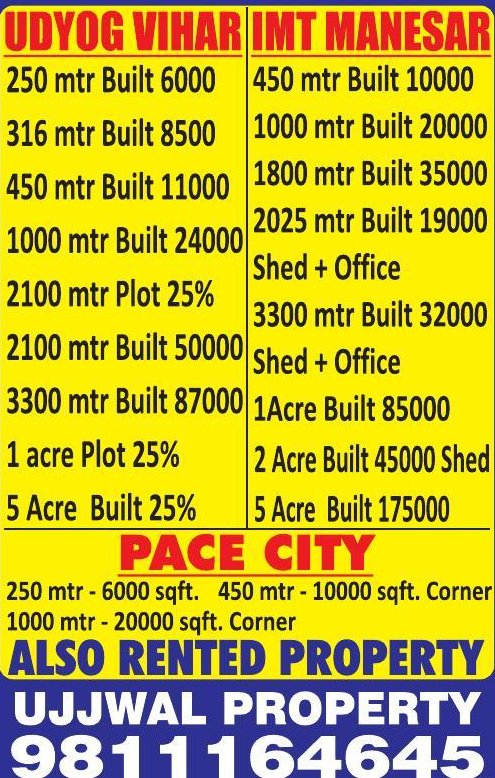 UDYOG VIHAR
250 mtr Built 6000
316 mtr Built 8500
450 mtr Built 11000
1000 mtr Built 24000
2100 mtr Plot 25%
2100 mtr Built 50000
3300 mtr Built 87000
1 acre Plot 25%
5 Acre Built 25%
IMT MANESAR
450 mtr Built 10000
1000 mtr Built 20000
1800 mtr Built 35000
2025 mtr Built 19000
Shed + Office
3300 mtr Built 32000
Shed + Office
1Acre Built 85000
2 Acre Built 45000 Shed
5 Acre Built 175000
PACE CITY
250 mtr - 6000 sqft. 450 mtr - 10000 sqft. Corner
1000 mtr - 20000 sqft. Corner
ALSO RENTED PROPERTY
UJJWAL PROPERTY
9811164645